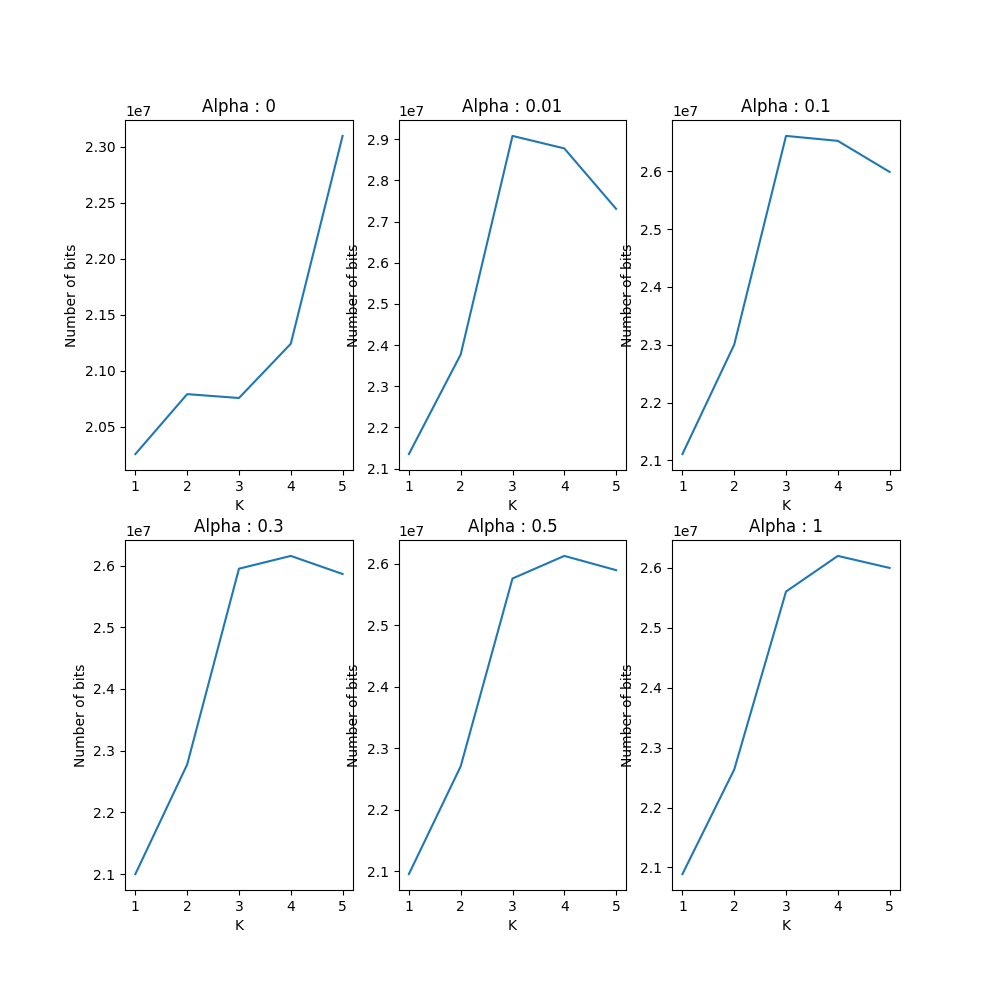 Alpha : 0
1e7
Number of bits
2.30
2.25
2.20
2.15
2.10
2.05
1 2 3 4 5
K
Alpha : 0.01
1e7
Number of bits
2.9
2.8
2.7
2.6
2.5
2.4
2.3
2.2
2.1
1 2 3 4 5
K
Alpha : 0.1
1e7
Number of bits
2.6
2.5
2.4
2.3
2.2
2.1
1 2 3 4 5
K
Alpha : 0.3
1e7
Number of bits
2.6
2.5
2.4
2.3
2.2
2.1
1 2 3 4 5
K
Alpha : 0.5
1e7
Number of bits
2.6
2.5
2.4
2.3
2.2
2.1
1 2 3 4 5
K
Alpha : 1
1e7
Number of bits
2.6
2.5
2.4
2.3
2.2
2.1
1 2 3 4 5
K